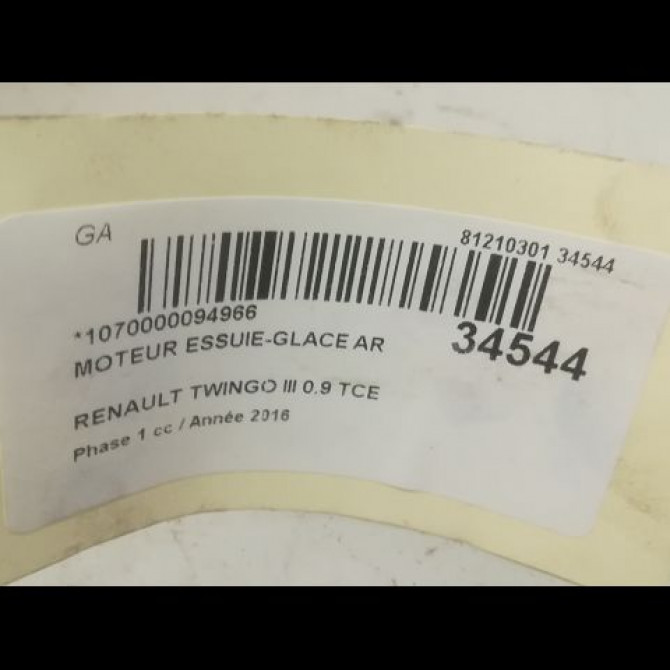 GA
81210301 34544
*1070000094966
34544
MOTEUR ESSUIE-GLACE AR
RENAULT TWINGO III 0.9 TCE
Phase 1 cc / Année 2016